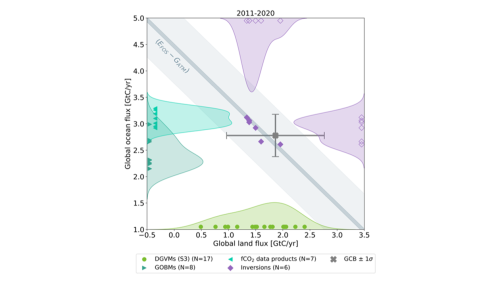 2011-2020
5.0
4.5
4.0
3.5
3.0
2.5
2.0
1.5
1.0
Global ocean flux [GtC/yr]
(E_FOS − G_ATM)
-0.5 0.0 0.5 1.0 1.5 2.0 2.5 3.0 3.5
Global land flux [GtC/yr]
DGVMs (S3) (N=17) fCO₂ data products (N=7) GCB ± 1σ
GOBMs (N=8) Inversions (N=6)